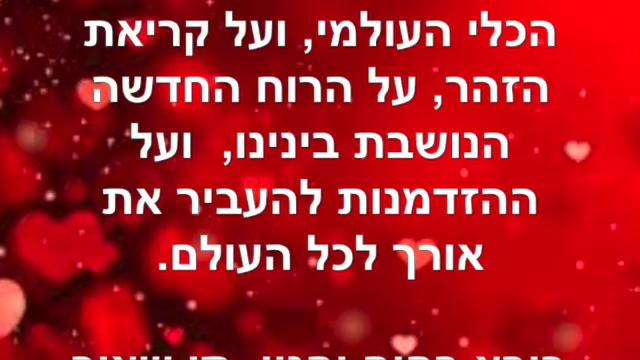 הכלי העולמי, ועל קריאת
הזהר, על הרוח החדשה
הנושבת בינינו,  ועל
ההזדמנות להעביר את
אורך לכל העולם.